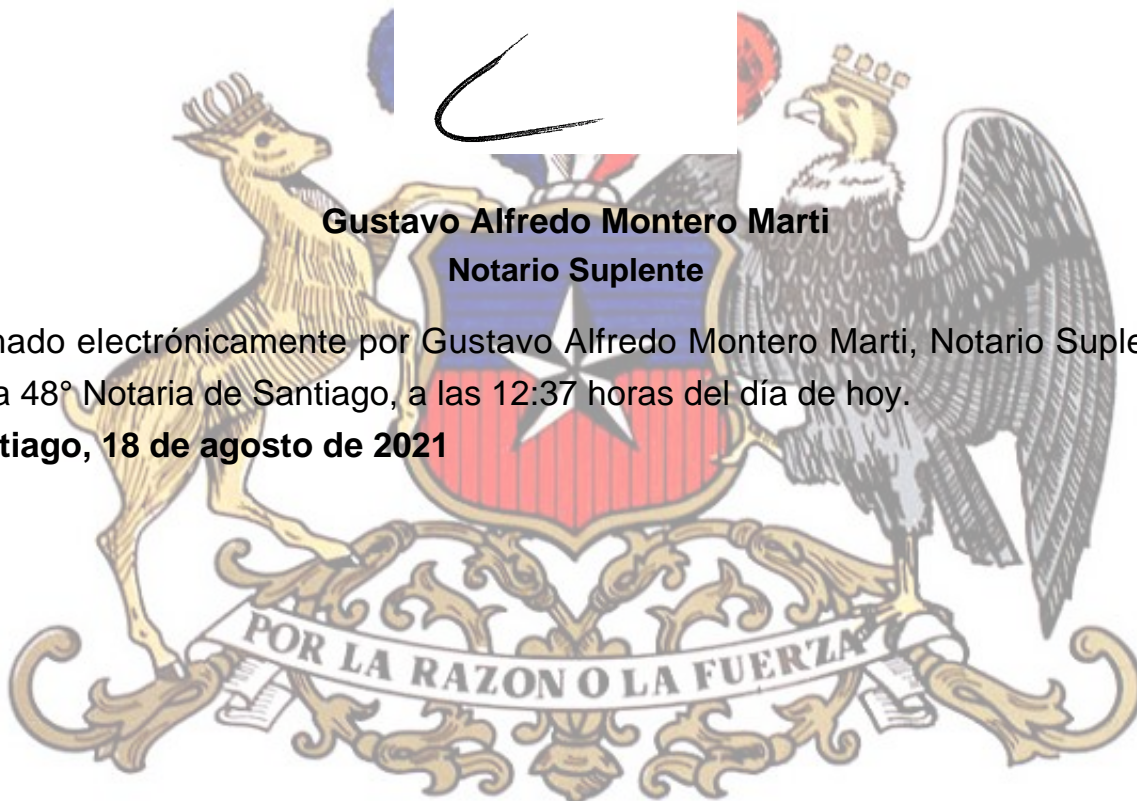 Gustavo Alfredo Montero Marti
Notario Suplente
nado electrónicamente por Gustavo Alfredo Montero Marti, Notario Suple
a 48° Notaria de Santiago, a las 12:37 horas del día de hoy.
tiago, 18 de agosto de 2021
POR LA RAZON O LA FUERZA